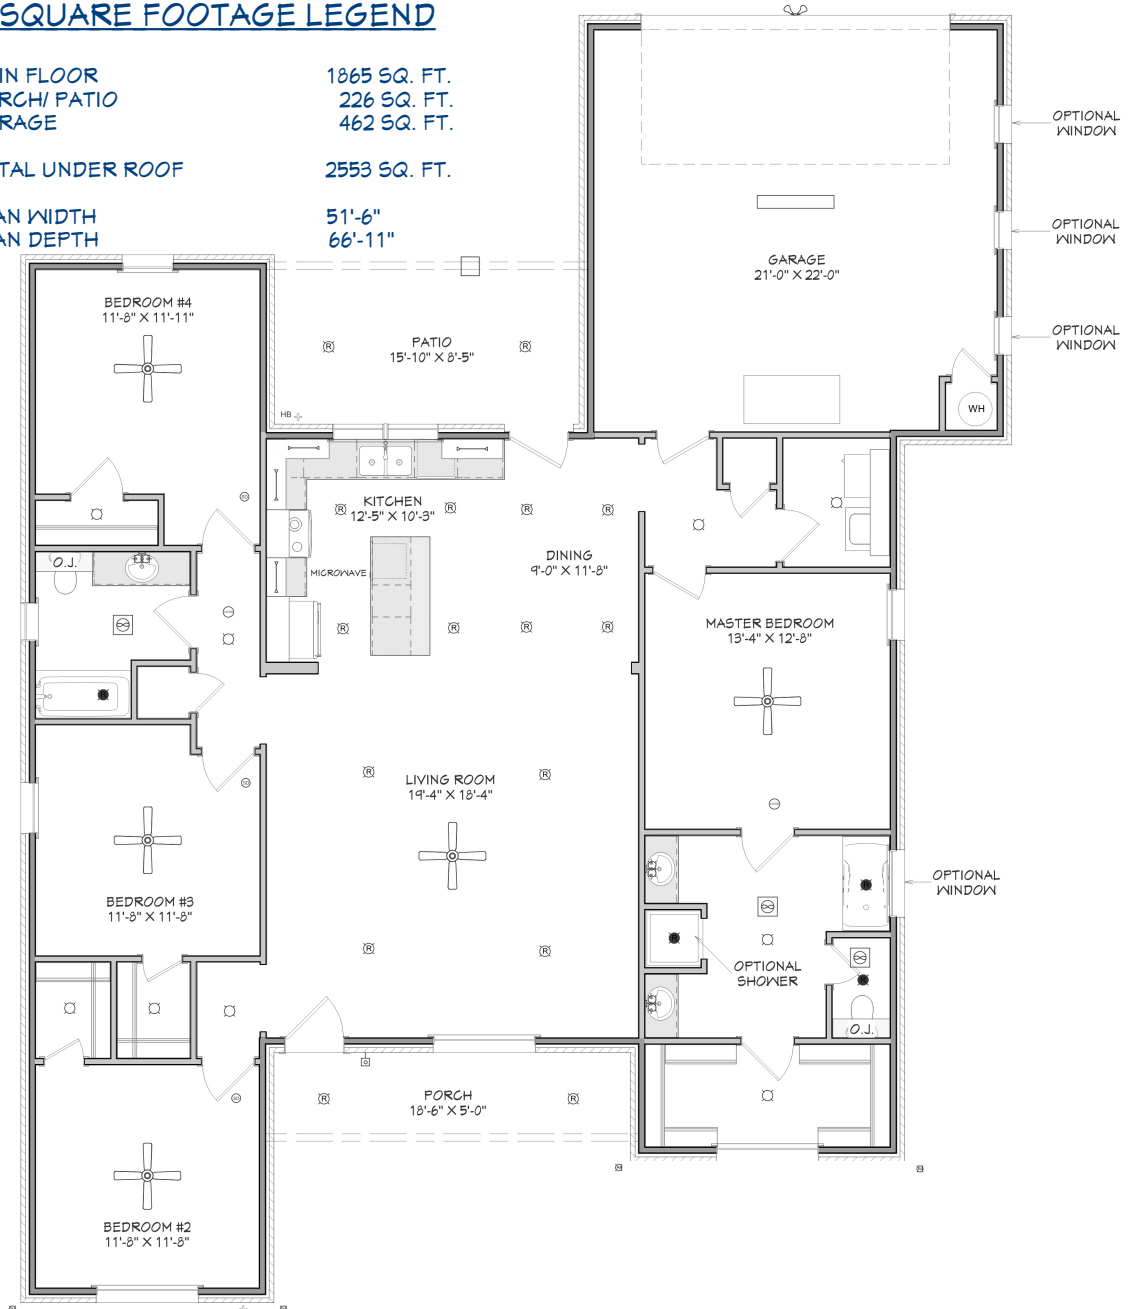 SQUARE FOOTAGE LEGEND
IN FLOOR 1865 SQ. FT.
RCH/ PATIO 226 SQ. FT.
RAGE 462 SQ. FT.
TAL UNDER ROOF 2553 SQ. FT.
AN WIDTH 51'-6"
AN DEPTH 66'-11"
OPTIONAL
WINDOW
OPTIONAL
WINDOW
GARAGE
21'-0" X 22'-0"
OPTIONAL
WINDOW
BEDROOM #4
11'-8" X 11'-11"
PATIO
15'-10" X 8'-5"
R
R
HB
WH
SD
KITCHEN
12'-5" X 10'-3"
R
R
R
R
DINING
9'-0" X 11'-8"
O.J.
MICROWAVE
R
R
R
R
MASTER BEDROOM
13'-4" X 12'-8"
R
LIVING ROOM
19'-4" X 18'-4"
R
R
SD
BEDROOM #3
11'-8" X 11'-8"
OPTIONAL
WINDOW
R
R
OPTIONAL
SHOWER
R
R
R
O.J.
PORCH
18'-6" X 5'-0"
R
R
SD
BEDROOM #2
11'-8" X 11'-8"